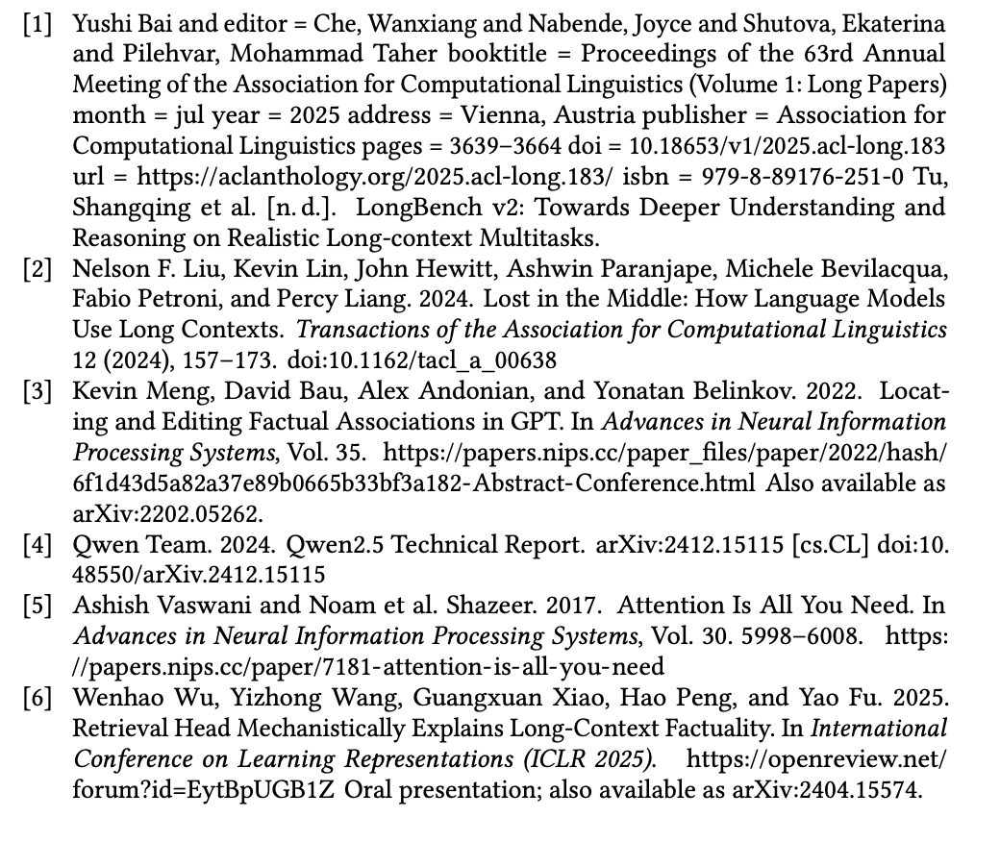 [1] Yushi Bai and editor = Che, Wanxiang and Nabende, Joyce and Shutova, Ekaterina
and Pilehvar, Mohammad Taher booktitle = Proceedings of the 63rd Annual
Meeting of the Association for Computational Linguistics (Volume 1: Long Papers)
month = jul year = 2025 address = Vienna, Austria publisher = Association for
Computational Linguistics pages = 3639–3664 doi = 10.18653/v1/2025.acl-long.183
url = https://aclanthology.org/2025.acl-long.183/ isbn = 979-8-89176-251-0 Tu,
Shangqing et al. [n. d.]. LongBench v2: Towards Deeper Understanding and
Reasoning on Realistic Long-context Multitasks.
[2] Nelson F. Liu, Kevin Lin, John Hewitt, Ashwin Paranjape, Michele Bevilacqua,
Fabio Petroni, and Percy Liang. 2024. Lost in the Middle: How Language Models
Use Long Contexts. Transactions of the Association for Computational Linguistics
12 (2024), 157–173. doi:10.1162/tacl_a_00638
[3] Kevin Meng, David Bau, Alex Andonian, and Yonatan Belinkov. 2022. Locat-
ing and Editing Factual Associations in GPT. In Advances in Neural Information
Processing Systems, Vol. 35. https://papers.nips.cc/paper_files/paper/2022/hash/
6f1d43d5a82a37e89b0665b33bf3a182-Abstract-Conference.html Also available as
arXiv:2202.05262.
[4] Qwen Team. 2024. Qwen2.5 Technical Report. arXiv:2412.15115 [cs.CL] doi:10.
48550/arXiv.2412.15115
[5] Ashish Vaswani and Noam et al. Shazeer. 2017. Attention Is All You Need. In
Advances in Neural Information Processing Systems, Vol. 30. 5998–6008. https:
//papers.nips.cc/paper/7181-attention-is-all-you-need
[6] Wenhao Wu, Yizhong Wang, Guangxuan Xiao, Hao Peng, and Yao Fu. 2025.
Retrieval Head Mechanistically Explains Long-Context Factuality. In International
Conference on Learning Representations (ICLR 2025). https://openreview.net/
forum?id=EytBpUGB1Z Oral presentation; also available as arXiv:2404.15574.